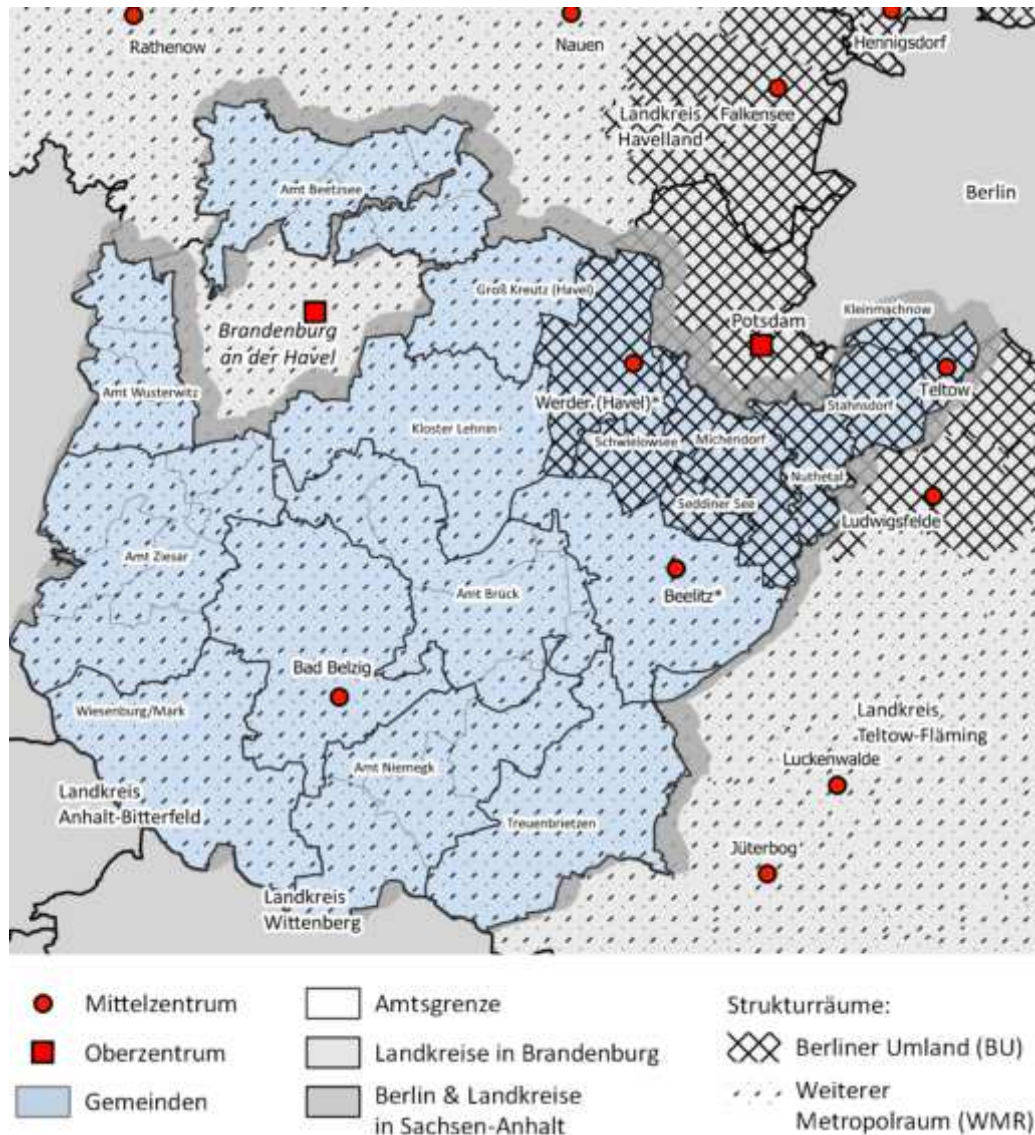 Rathenow
Nauen
Hennigsdorf
Landkreis
Havelland
Falkensee
Berlin
Amt Beetzsee
Groß Kreutz (Havel)
Kleinmachnow
Potsdam
Brandenburg
an der Havel
Teltow
Amt Wusterwitz
Werder (Havel)*
Stahnsdorf
Kloster Lehnin
Schwielowsee
Michendorf
Nuthetal
Seddiner See
Ludwigsfelde
Amt Ziesar
Amt Brück
Beelitz*
Bad Belzig
Wiesenburg/Mark
Landkreis
Teltow-Fläming
Amt Niemegk
Luckenwalde
Landkreis
Anhalt-Bitterfeld
Treuenbrietzen
Jüterbog
Landkreis
Wittenberg
Mittelzentrum
Oberzentrum
Gemeinden
Amtsgrenze
Landkreise in Brandenburg
Berlin & Landkreise
in Sachsen-Anhalt
Strukturräume:
Berliner Umland (BU)
Weiterer
Metropolraum (WMR)